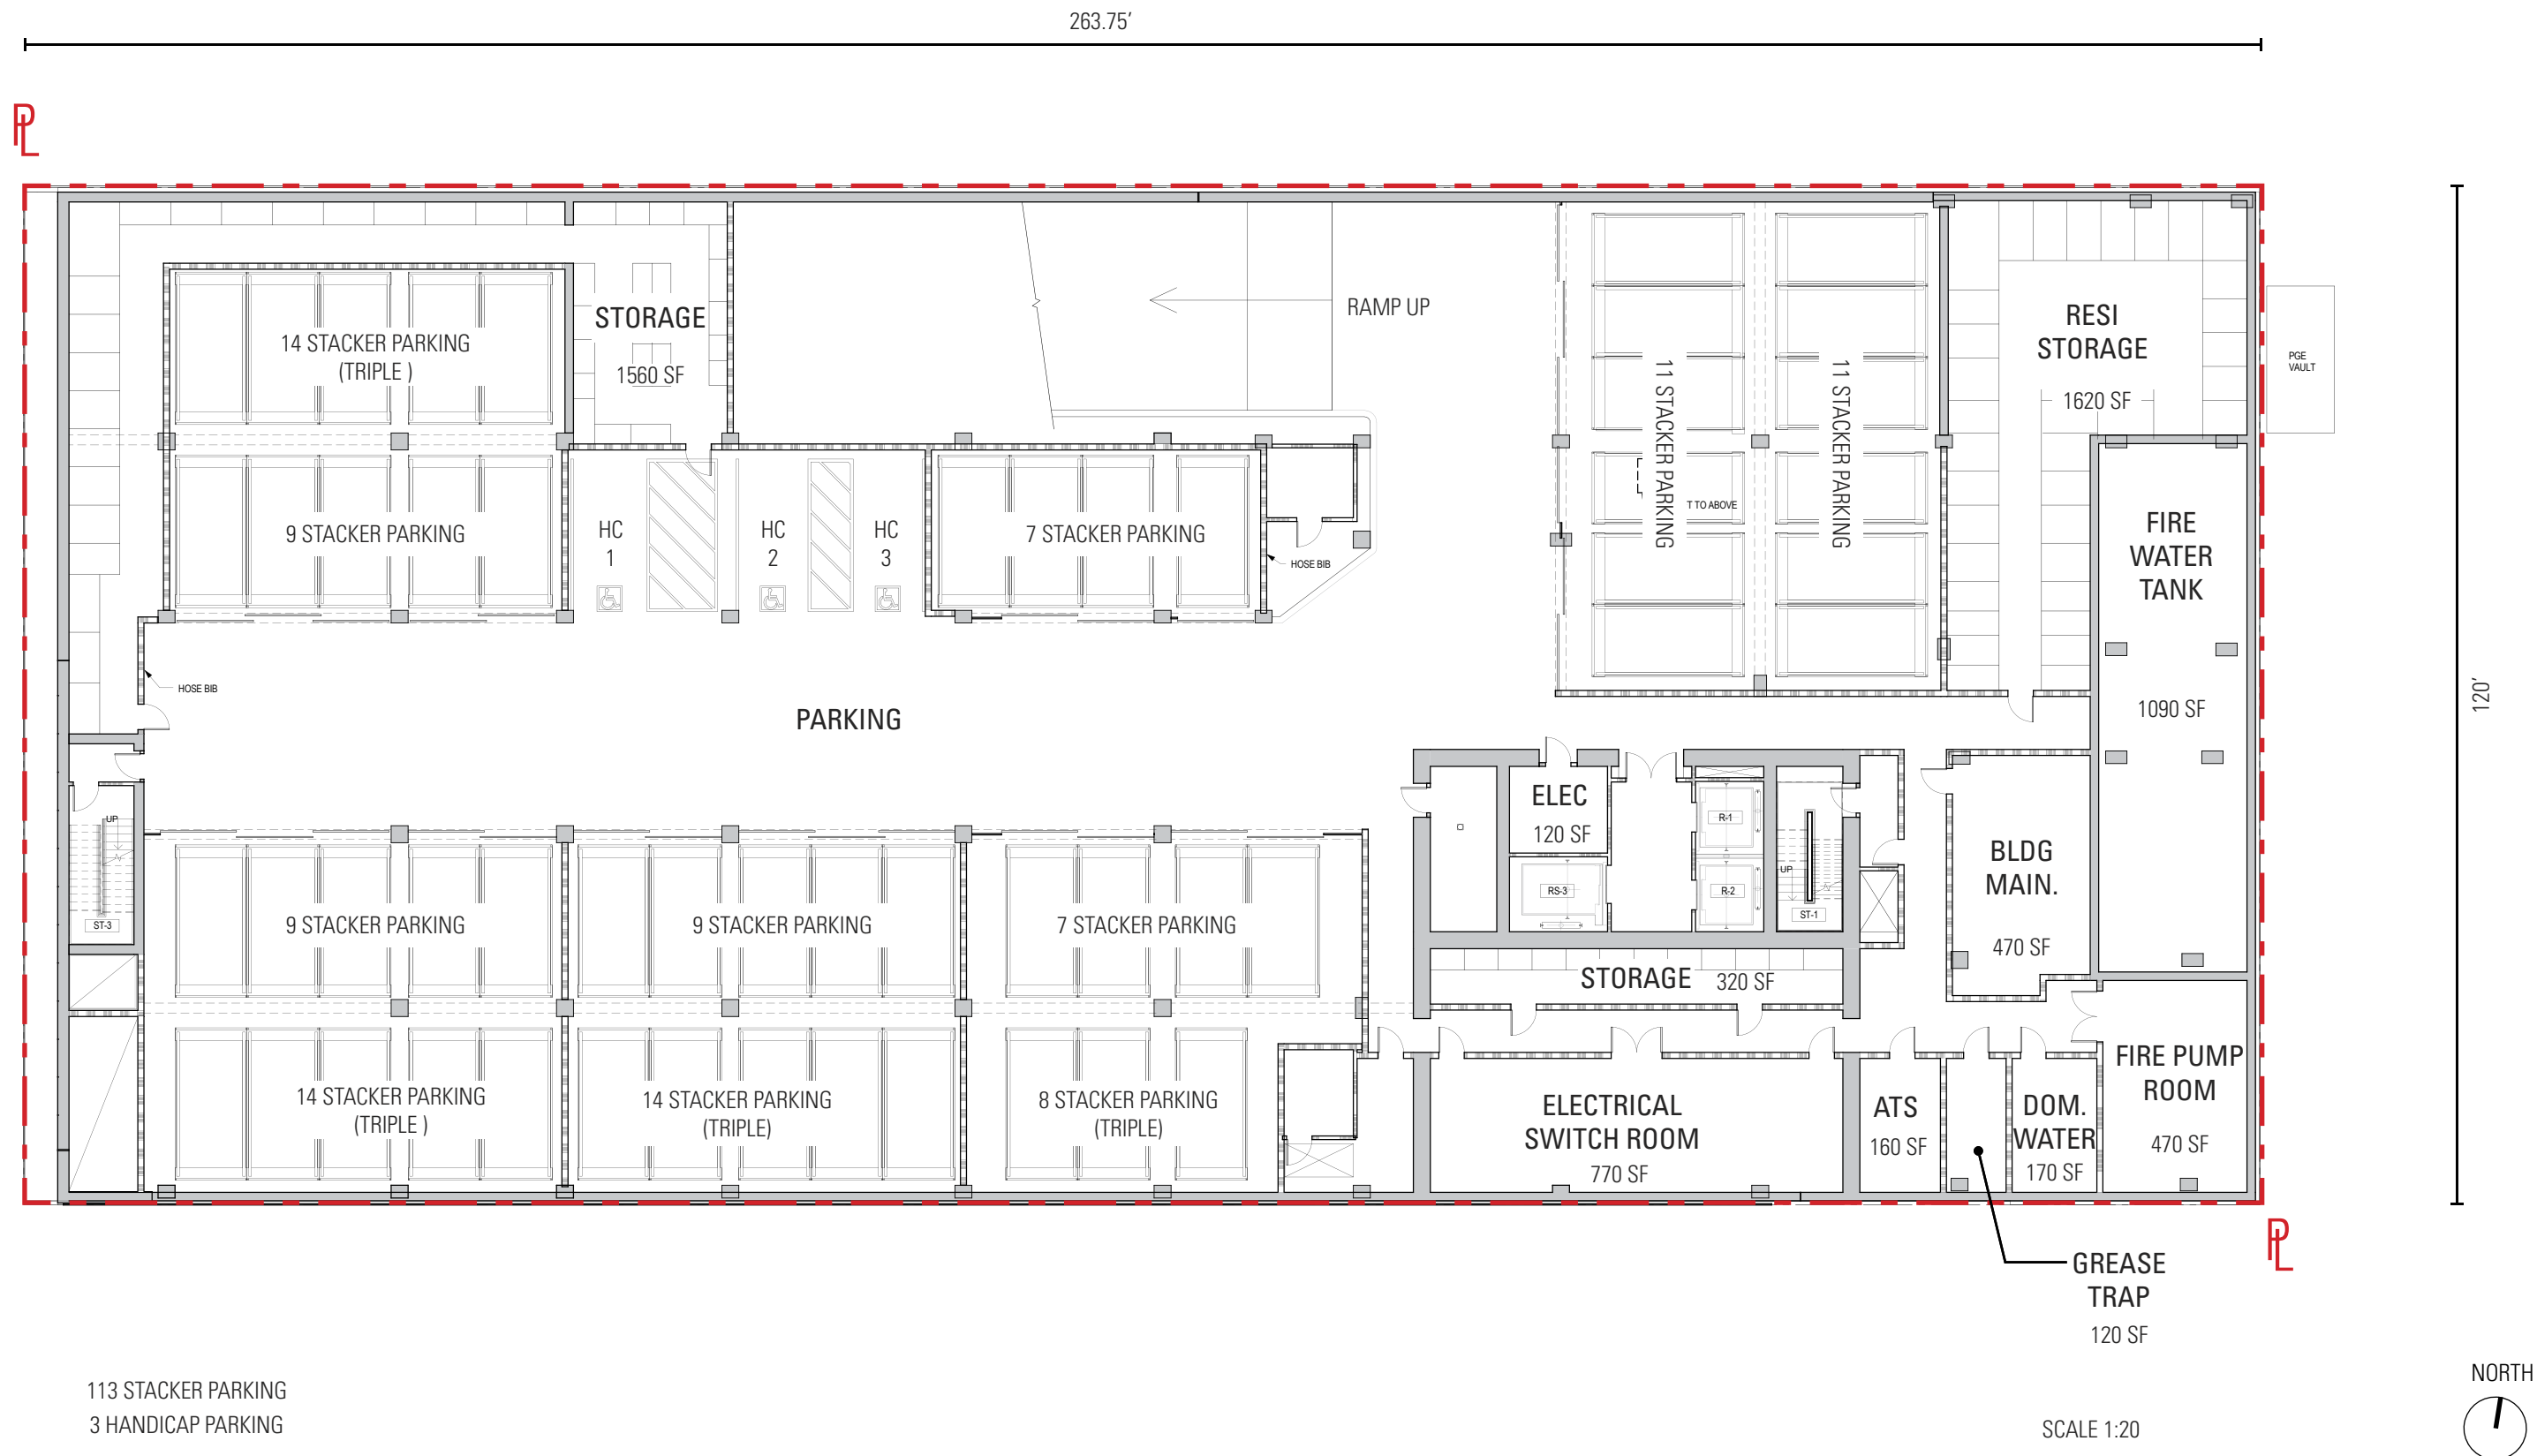 263.75’
PL
14 STACKER PARKING
(TRIPLE )
STORAGE
1560 SF
RAMP UP
11 STACKER PARKING
11 STACKER PARKING
T TO ABOVE
RESI
STORAGE
1620 SF
PGE
VAULT
9 STACKER PARKING
HC
1
HC
2
HC
3
7 STACKER PARKING
HOSE BIB
FIRE
WATER
TANK
1090 SF
120’
HOSE BIB
PARKING
UP
ST-3
ELEC
120 SF
RS-3
R-1
R-2
UP
ST-1
BLDG
MAIN.
470 SF
9 STACKER PARKING
9 STACKER PARKING
7 STACKER PARKING
STORAGE 320 SF
14 STACKER PARKING
(TRIPLE )
14 STACKER PARKING
(TRIPLE)
8 STACKER PARKING
(TRIPLE)
ELECTRICAL
SWITCH ROOM
770 SF
ATS
160 SF
DOM.
WATER
170 SF
FIRE PUMP
ROOM
470 SF
PL
GREASE
TRAP
120 SF
113 STACKER PARKING
3 HANDICAP PARKING
SCALE 1:20
NORTH